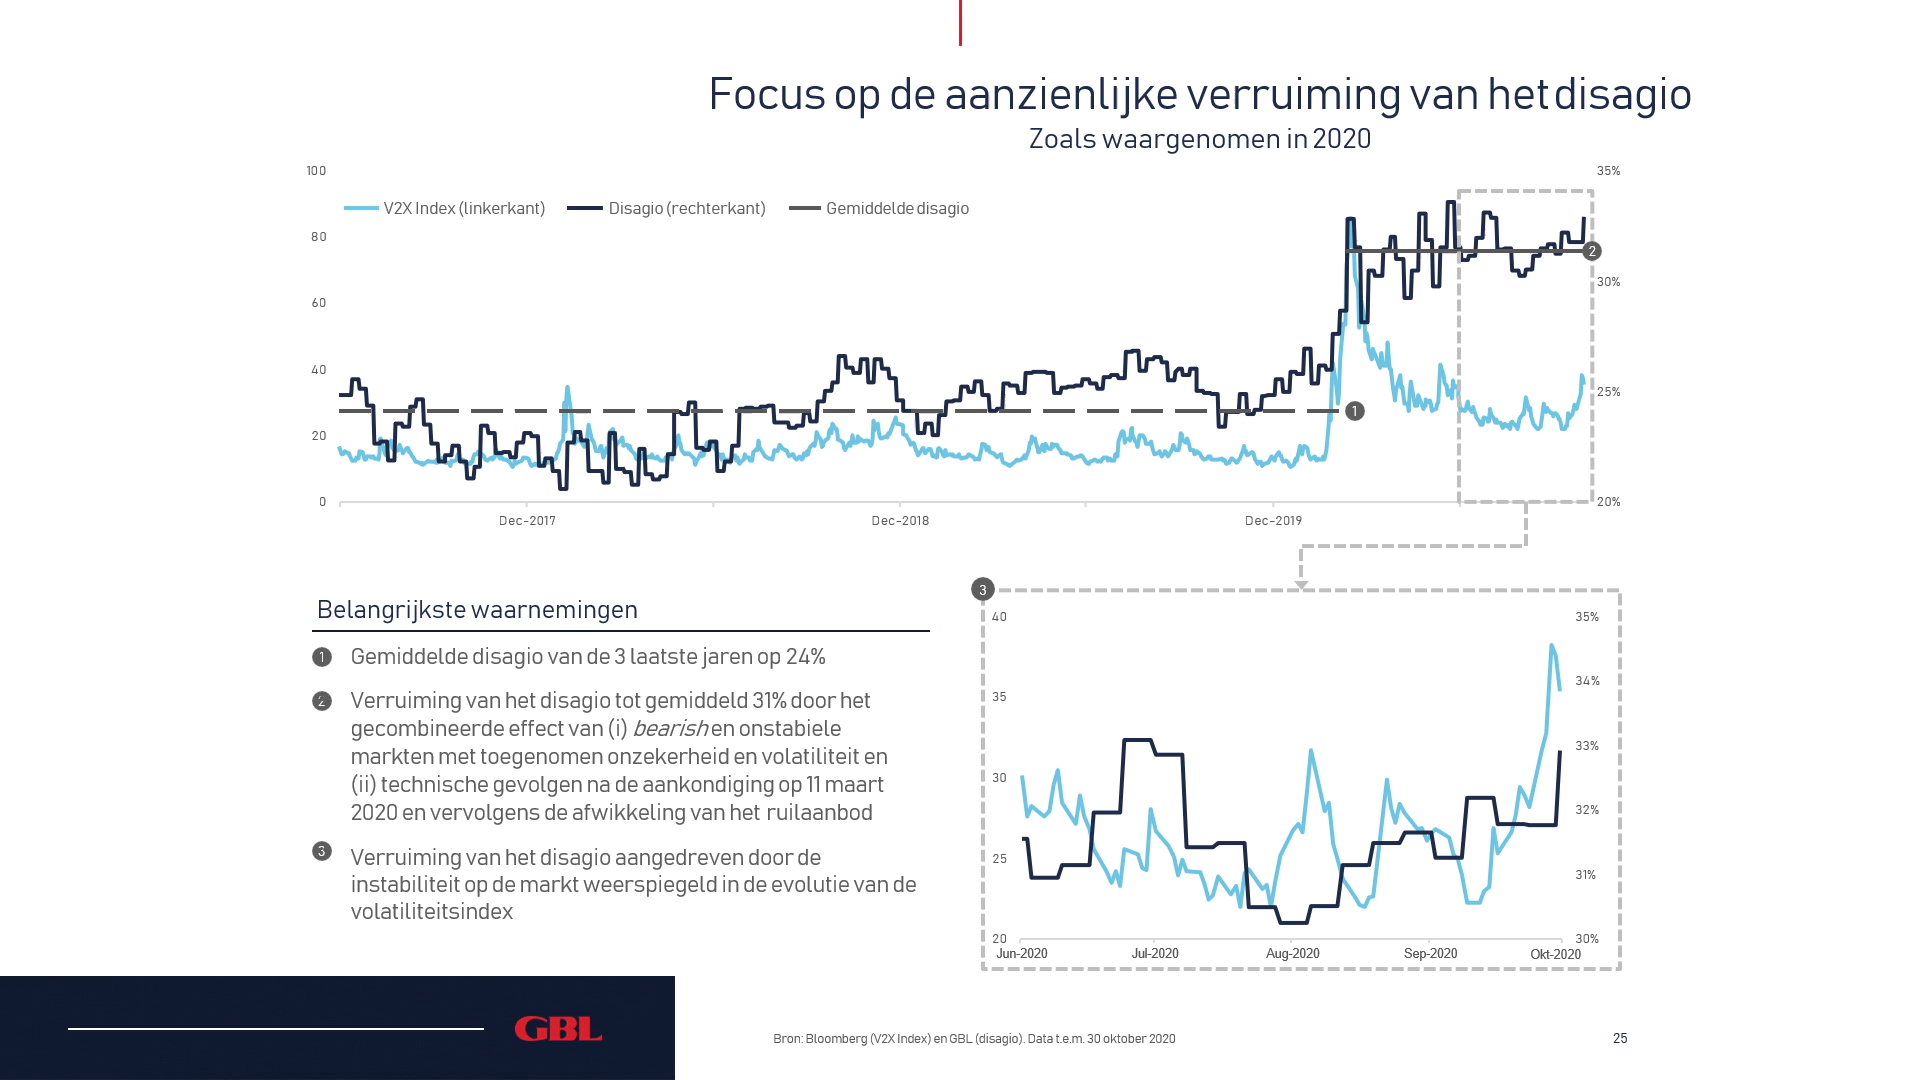 Focus op de aanzienlijke verruiming van het disagio
Zoals waargenomen in 2020
100
35%
V2X Index (linkerkant)
Disagio (rechterkant)
Gemiddelde disagio
80
2
30%
60
40
25%
1
20
0
20%
Dec-2017
Dec-2018
Dec-2019
Belangrijkste waarnemingen
1 Gemiddelde disagio van de 3 laatste jaren op 24%
2 Verruiming van het disagio tot gemiddeld 31% door het
gecombineerde effect van (i) bearish en onstabiele
markten met toegenomen onzekerheid en volatiliteit en
(ii) technische gevolgen na de aankondiging op 11 maart
2020 en vervolgens de afwikkeling van het ruilaanbod
3 Verruiming van het disagio aangedreven door de
instabiliteit op de markt weerspiegeld in de evolutie van de
volatiliteitsindex
3
40
35%
34%
35
33%
30
32%
25
31%
20
30%
Jun-2020
Jul-2020
Aug-2020
Sep-2020
Okt-2020
GBL
Bron: Bloomberg (V2X Index) en GBL (disagio). Data t.e.m. 30 oktober 2020
25